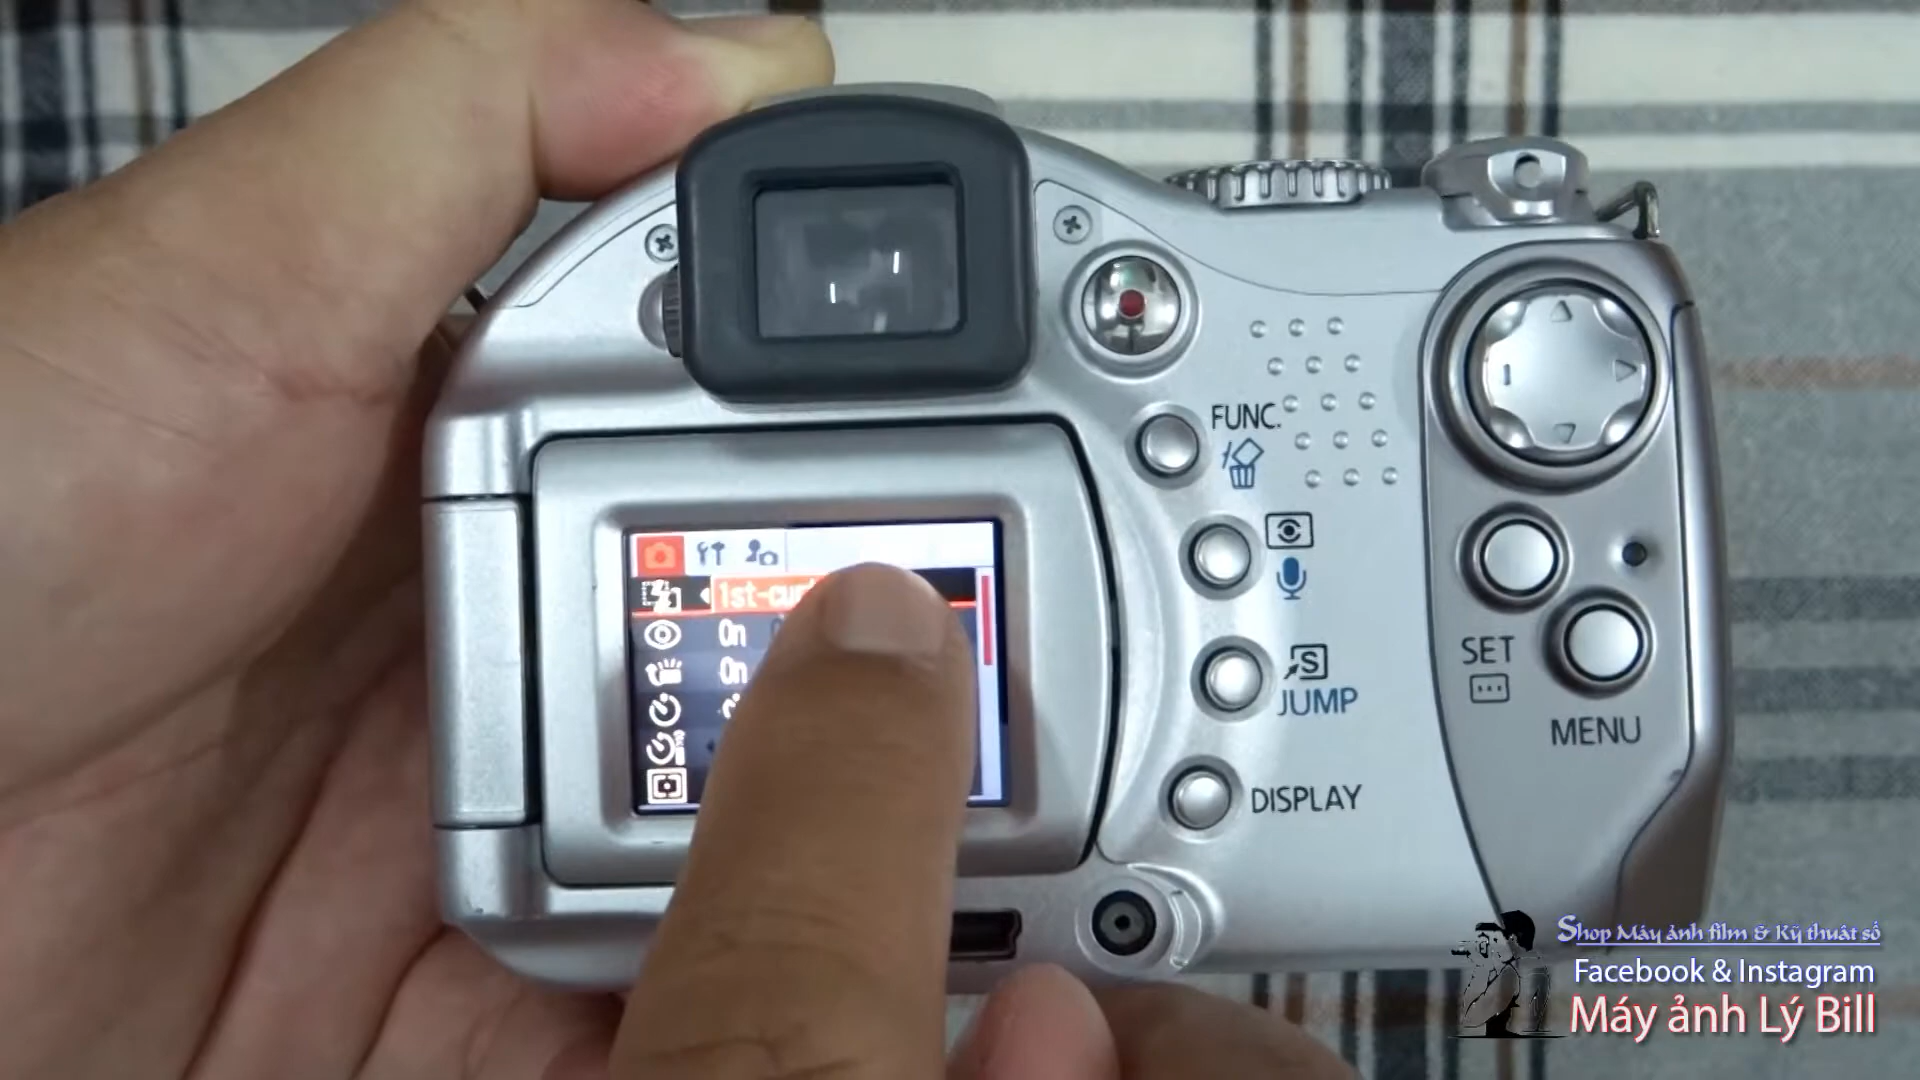 FUNC.
1st-cur
On
On
SET
JUMP
MENU
DISPLAY
Shop Máy ảnh film & Kỹ thuật số
Facebook & Instagram
Máy ảnh Lý Bill